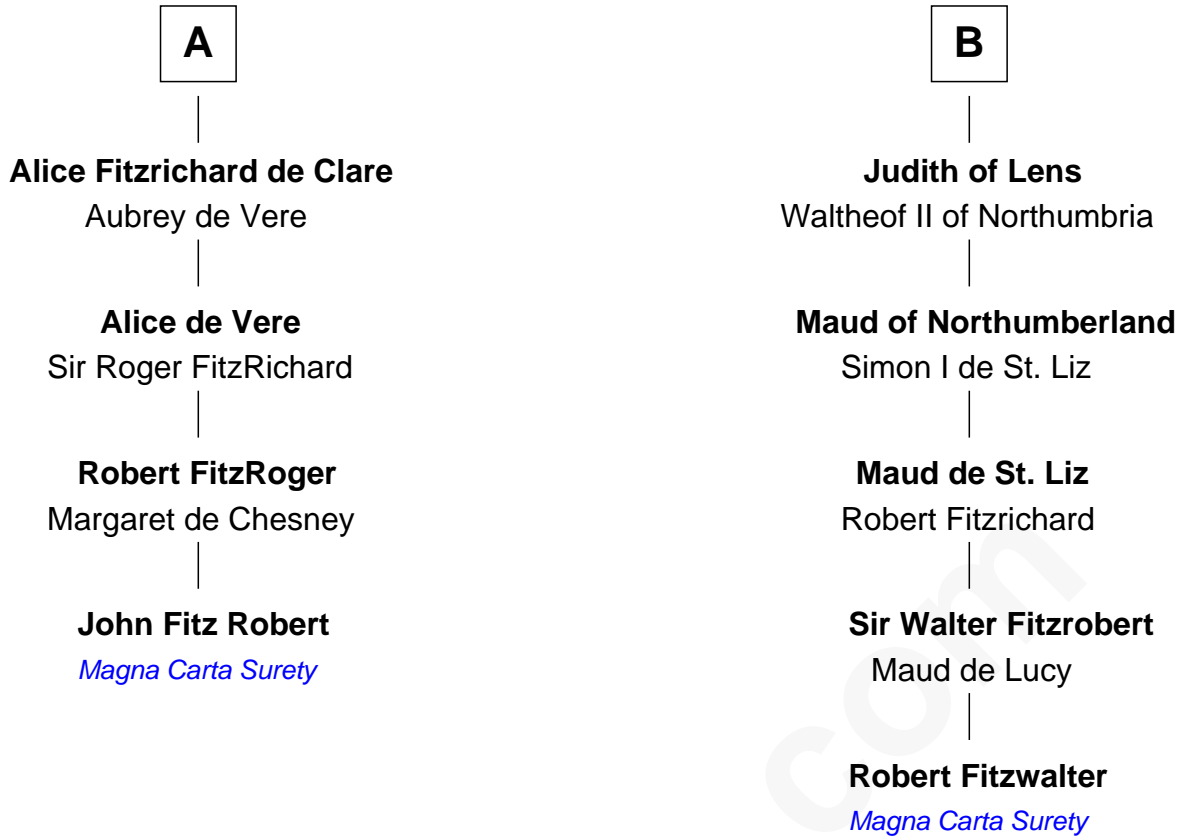 A
Alice Fitzrichard de Clare
Aubrey de Vere
Alice de Vere
Sir Roger FitzRichard
Robert FitzRoger
Margaret de Chesney
John Fitz Robert
Magna Carta Surety
B
Judith of Lens
Waltheof II of Northumbria
Maud of Northumberland
Simon I de St. Liz
Maud de St. Liz
Robert Fitzrichard
Sir Walter Fitzrobert
Maud de Lucy
Robert Fitzwalter
Magna Carta Surety
com